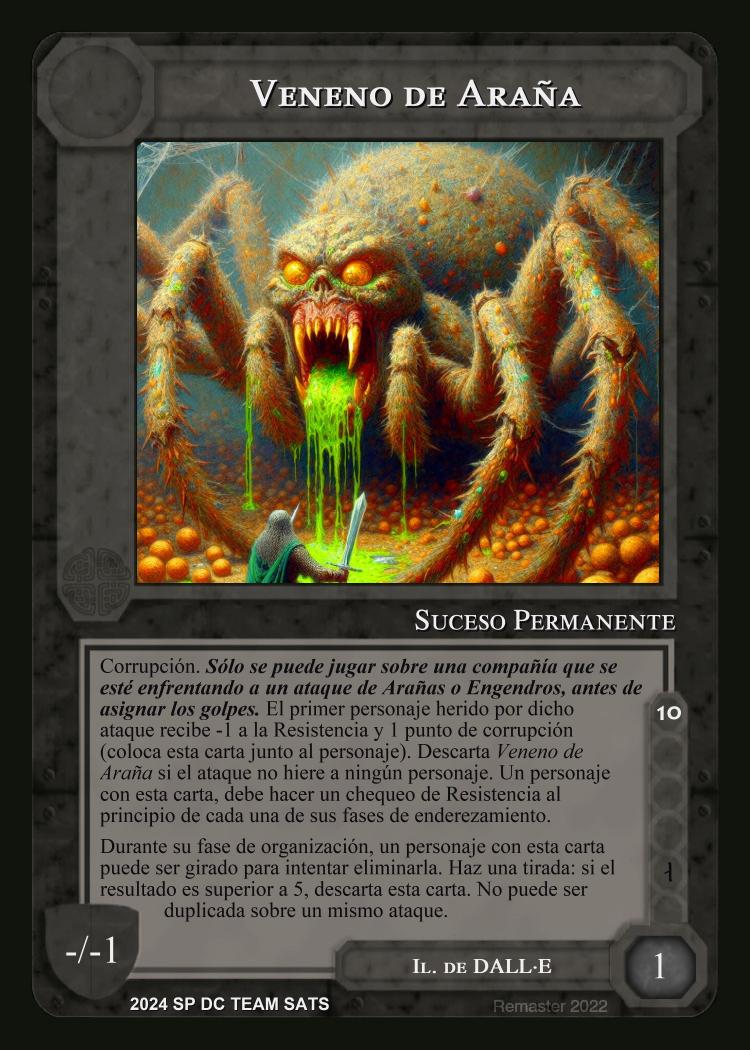 Veneno de Araña
Suceso Permanente
Corrupción. Sólo se puede jugar sobre una compañía que se
esté enfrentando a un ataque de Arañas o Engendros, antes de
asignar los golpes. El primer personaje herido por dicho
ataque recibe -1 a la Resistencia y 1 punto de corrupción
(coloca esta carta junto al personaje). Descarta Veneno de
Araña si el ataque no hiere a ningún personaje. Un personaje
con esta carta, debe hacer un chequeo de Resistencia al
principio de cada una de sus fases de enderezamiento.
10
Durante su fase de organización, un personaje con esta carta
puede ser girado para intentar eliminarla. Haz una tirada: si el
resultado es superior a 5, descarta esta carta. No puede ser
duplicada sobre un mismo ataque.
-/-1
Il. de DALL·E
1
2024 SP DC TEAM SATS
Remaster 2022